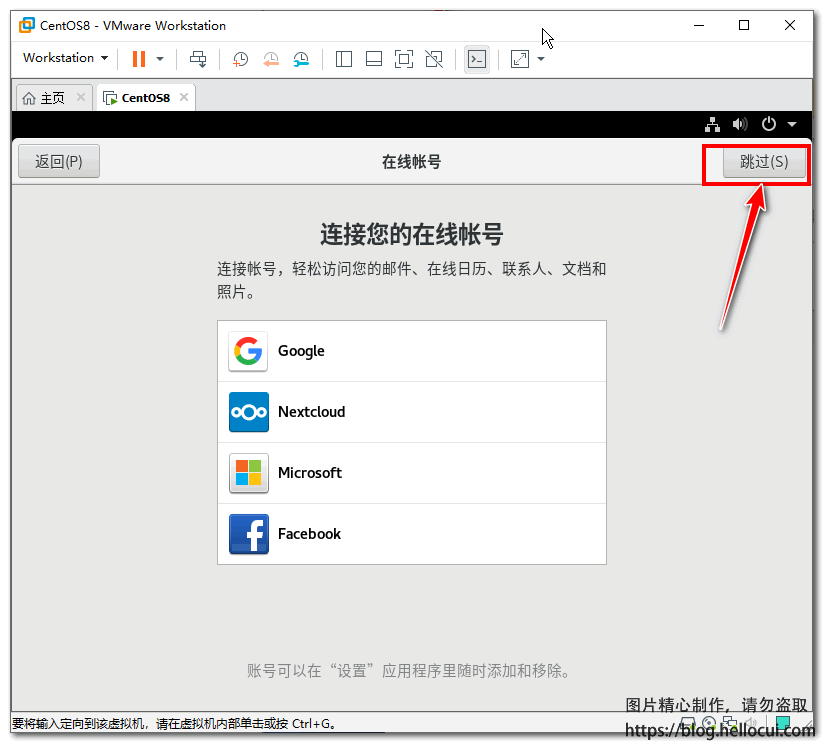 CentOS8 - VMware Workstation
Workstation
主页
CentOS8
返回(P)
在线帐号
跳过(S)
连接您的在线帐号
连接帐号，轻松访问您的邮件、在线日历、联系人、文档和
照片。
Google
Nextcloud
Microsoft
Facebook
账号可以在“设置”应用程序里随时添加和移除。
图片精心制作，请勿盗取
要将输入定向到该虚拟机，请在虚拟机内部单击或按 Ctrl+G。
https://blog.hellocui.com